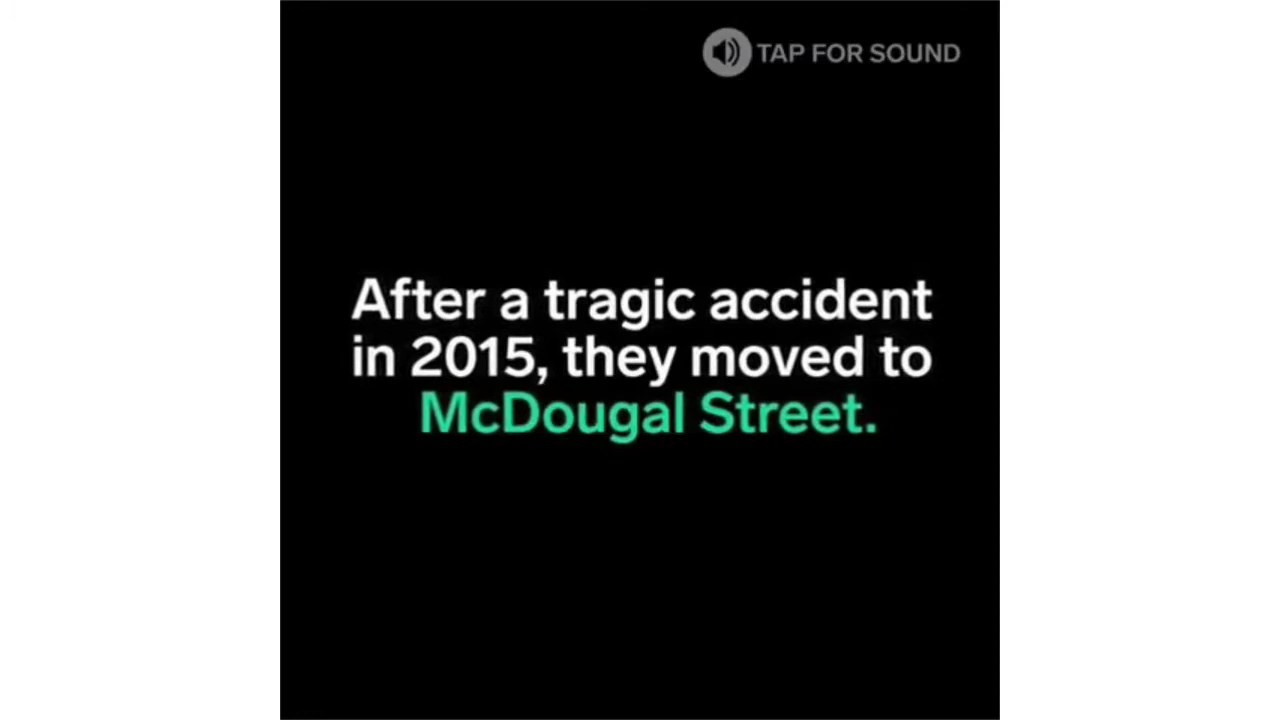 TAP FOR SOUND
After a tragic accident
in 2015, they moved to
McDougal Street.